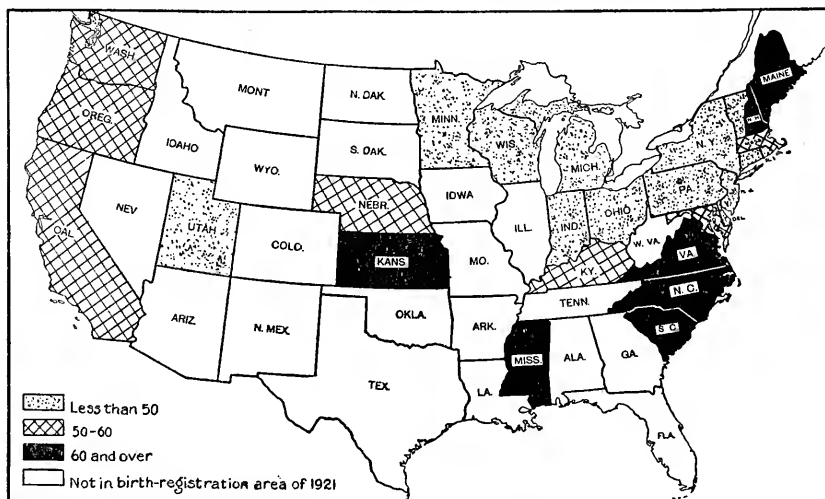 WASH
OREG.
CAL.
IDAHO
NEV
MONT
WYO.
UTAH
ARIZ.
COLO.
N. MEX.
N. DAK.
S. DAK.
NEBR.
KANS
OKLA.
TEX.
MINN.
IOWA
MO.
ARK.
LA.
WIS.
ILL.
MICH.
IND.
OHIO
KY.
TENN.
MISS.
ALA.
GA.
FLA.
W. VA
VA.
N. C.
S C.
PA.
N. Y.
N.H.
MAINE
DEL.
Less than 50
50-60
60 and over
Not in birth-registration area of 1921